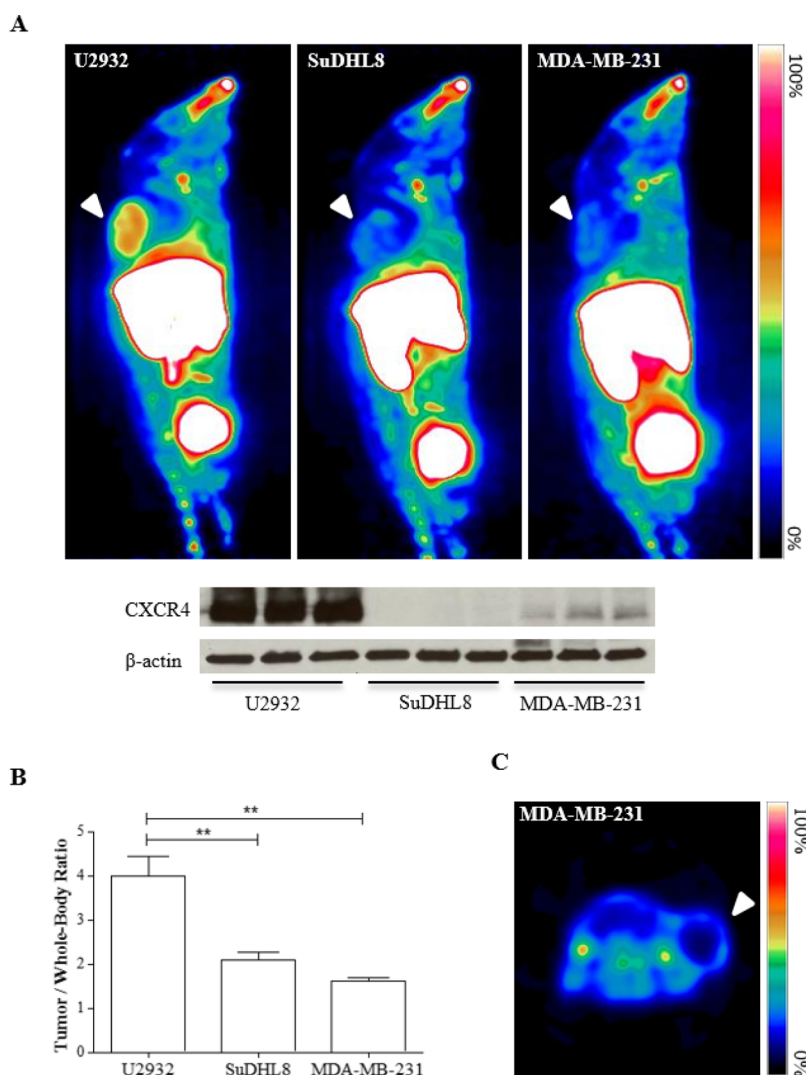 A
U2932
SuDHL8
MDA-MB-231
100%
0%
CXCR4
β-actin
U2932
SuDHL8
MDA-MB-231
B
**
**
Tumor / Whole-Body Ratio
5
4
3
2
1
0
U2932
SuDHL8
MDA-MB-231
C
MDA-MB-231
100%
0%